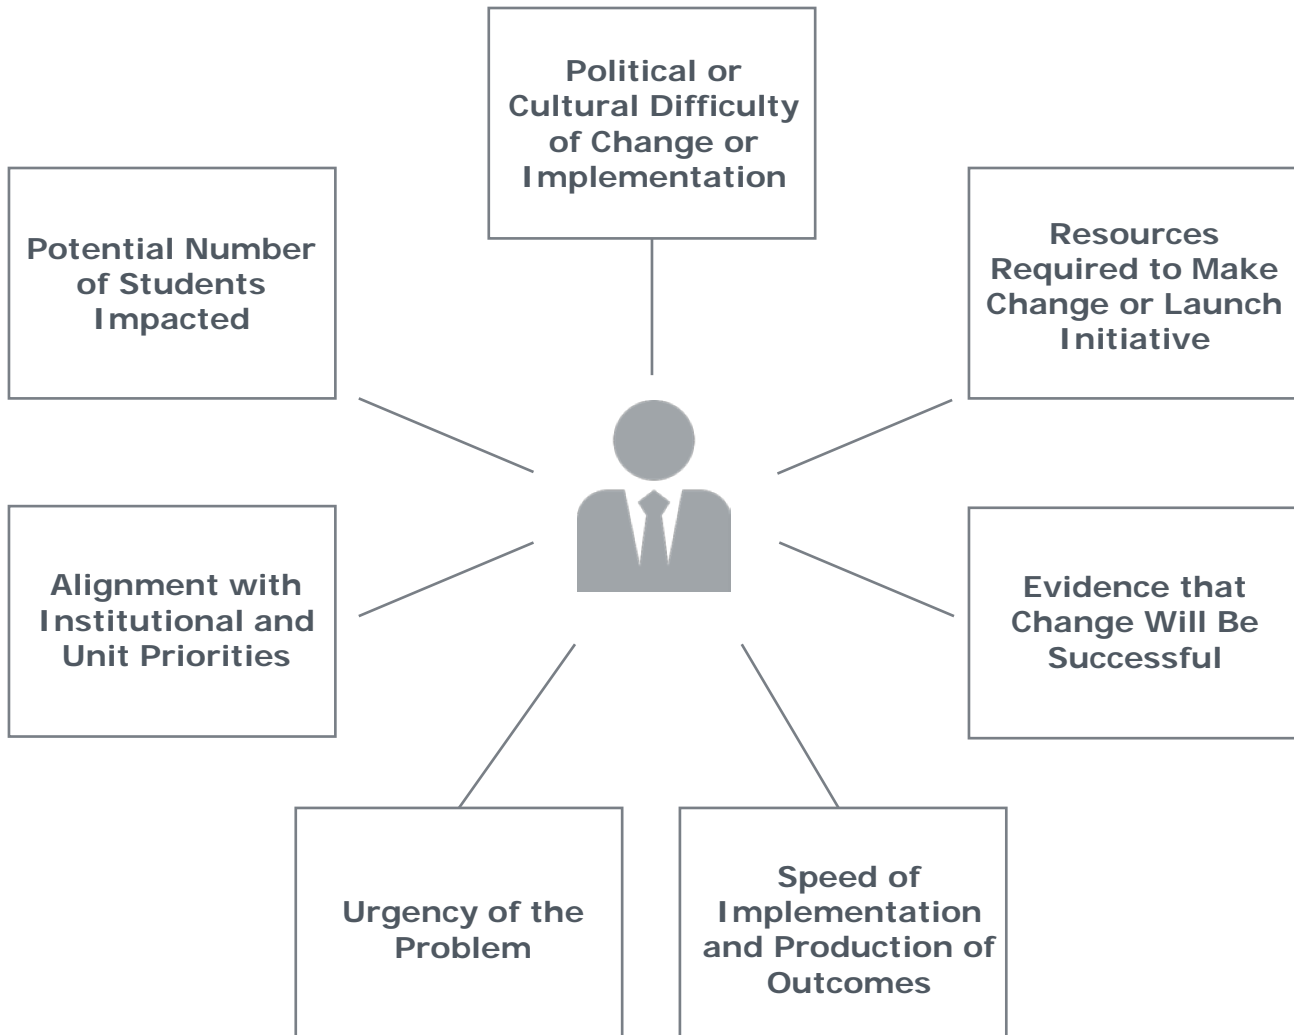 Political or
Cultural Difficulty
of Change or
Implementation
Potential Number
of Students
Impacted
Resources
Required to Make
Change or Launch
Initiative
Alignment with
Institutional and
Unit Priorities
Evidence that
Change Will Be
Successful
Urgency of the
Problem
Speed of
Implementation
and Production of
Outcomes